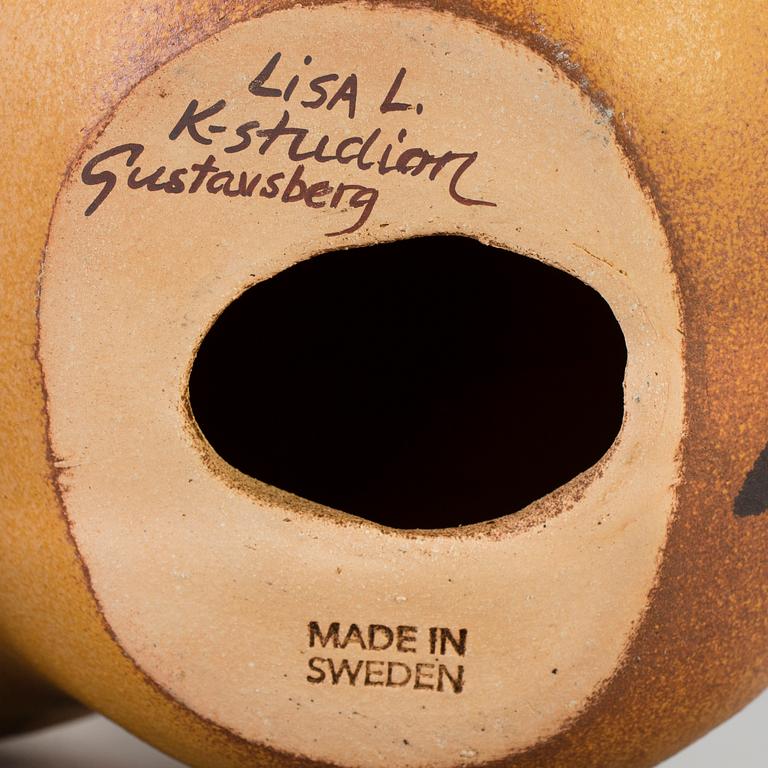 LiSA L.
K-studion
Gustavsberg
MADE IN
SWEDEN